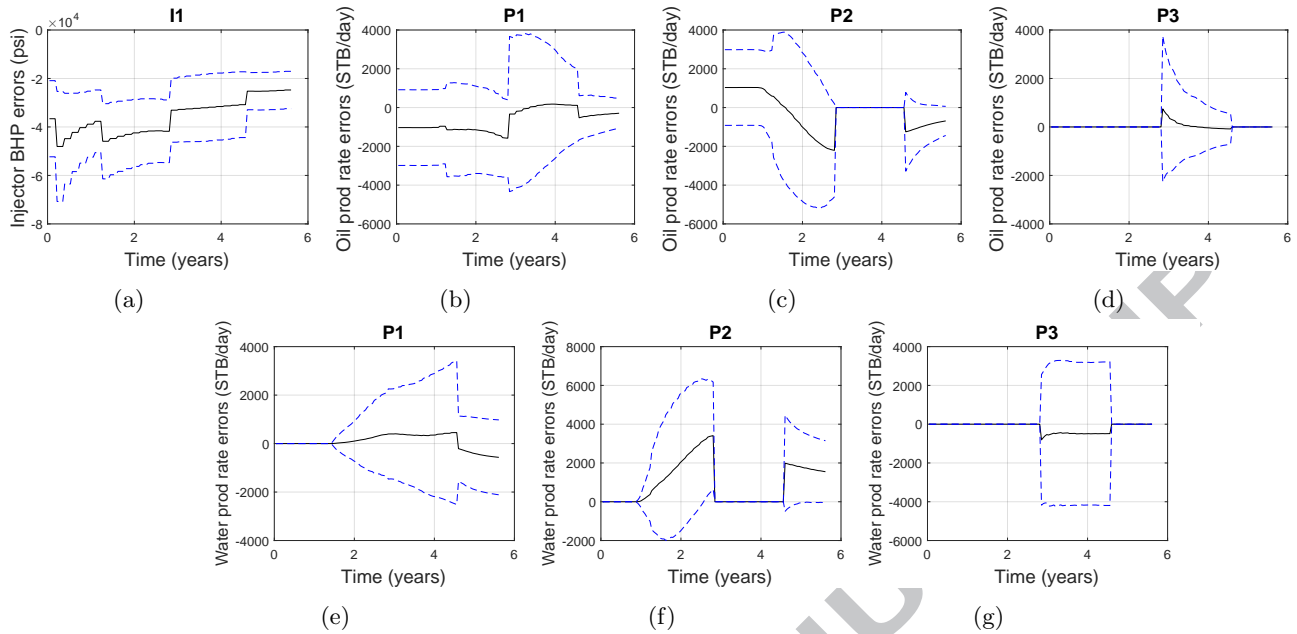 I1
×10^4
0
-2
-4
-6
-8
Injector BHP errors (psi)
0 2 4 6
Time (years)
(a)
P1
4000
2000
0
-2000
-4000
-6000
Oil prod rate errors (STB/day)
0 2 4 6
Time (years)
(b)
P2
4000
2000
0
-2000
-4000
-6000
Oil prod rate errors (STB/day)
0 2 4 6
Time (years)
(c)
P3
4000
2000
0
-2000
-4000
Oil prod rate errors (STB/day)
0 2 4 6
Time (years)
(d)
P1
4000
2000
0
-2000
-4000
Water prod rate errors (STB/day)
0 2 4 6
Time (years)
(e)
P2
8000
6000
4000
2000
0
-2000
Water prod rate errors (STB/day)
0 2 4 6
Time (years)
(f)
P3
4000
2000
0
-2000
-4000
-6000
Water prod rate errors (STB/day)
0 2 4 6
Time (years)
(g)